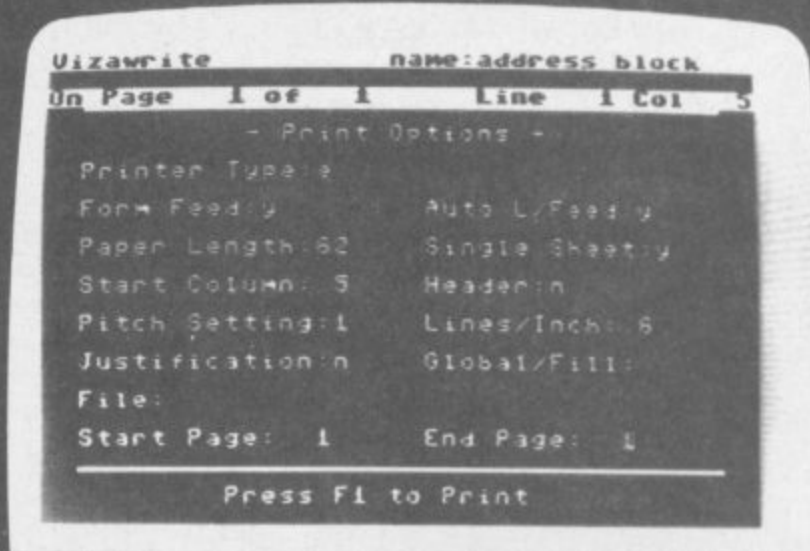 Vizawrite name:address block
On Page 1 of 1 Line 1 Col 5
- Print Options -
Printer Type:e
Form Feed:y Auto L/Feed:y
Paper Length:62 Single Sheet:y
Start Column: 5 Header:n
Pitch Setting:1 Lines/Inch: 6
Justification:n Global/Fill:
File:
Start Page: 1 End Page: 1
Press F1 to Print